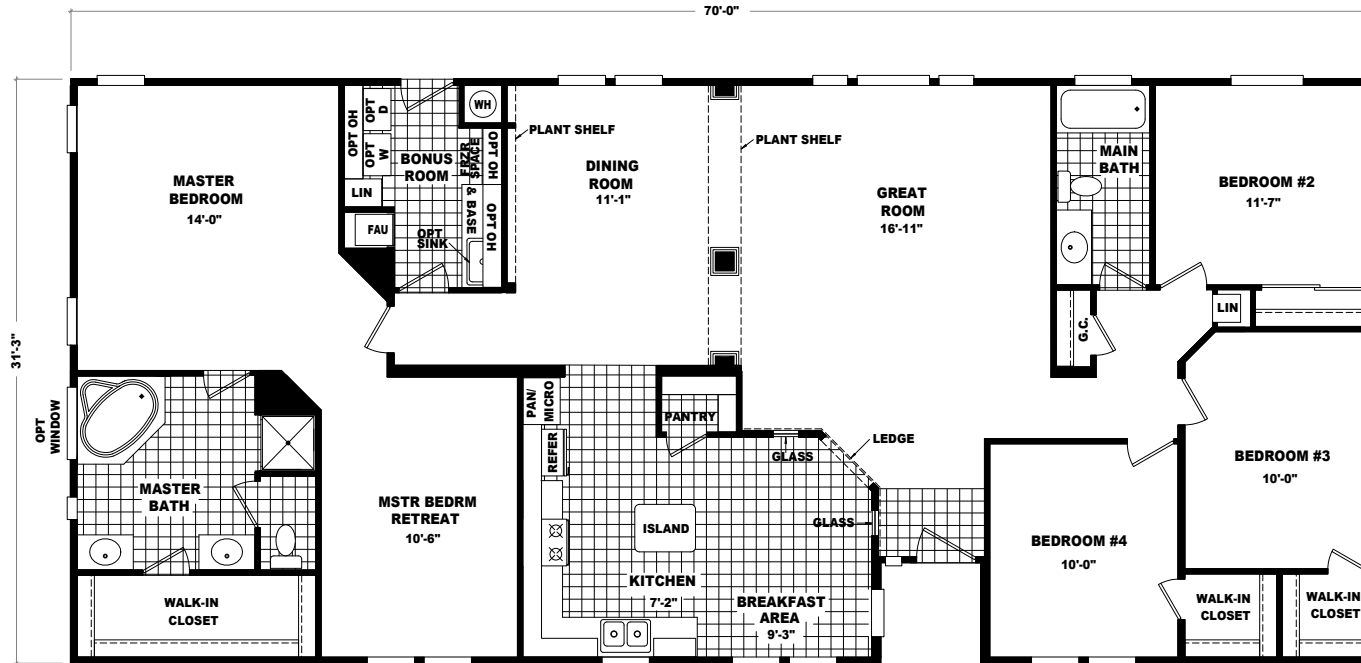 70'-0"
31'-3"
MASTER
BEDROOM
14'-0"
OPT OH
OPT
D
OPT
W
LIN
FAU
BONUS
ROOM
WH
FRZR
SPACE
& BASE
OPT OH
OPT OH
OPT
SINK
PLANT SHELF
DINING
ROOM
11'-1"
PLANT SHELF
GREAT
ROOM
16'-11"
MAIN
BATH
BEDROOM #2
11'-7"
G.C.
LIN
OPT
WINDOW
MASTER
BATH
WALK-IN
CLOSET
MSTR BEDRM
RETREAT
10'-6"
PAN/
MICRO
REFER
PANTRY
GLASS
LEDGE
GLASS
ISLAND
KITCHEN
7'-2"
BREAKFAST
AREA
9'-3"
BEDROOM #4
10'-0"
BEDROOM #3
10'-0"
WALK-IN
CLOSET
WALK-IN
CLOSET